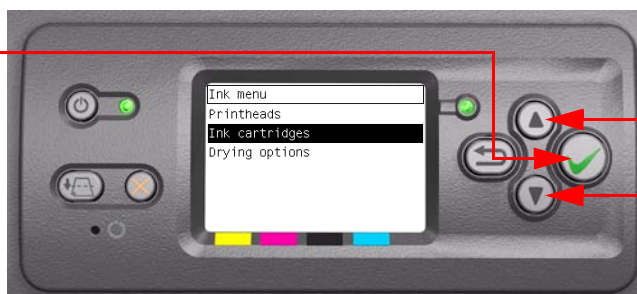 Ink menu
Printheads
Ink cartridges
Drying options